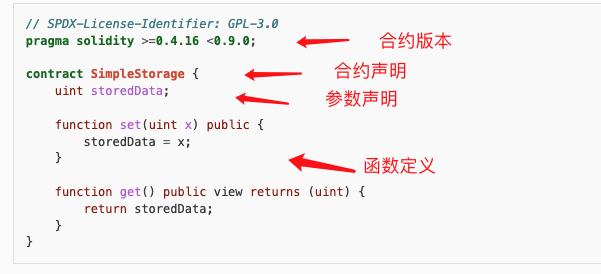 // SPDX-License-Identifier: GPL-3.0
pragma solidity >=0.4.16 <0.9.0;
合约版本
contract SimpleStorage {
合约声明
uint storedData;
参数声明
function set(uint x) public {
storedData = x;
}
函数定义
function get() public view returns (uint) {
return storedData;
}
}